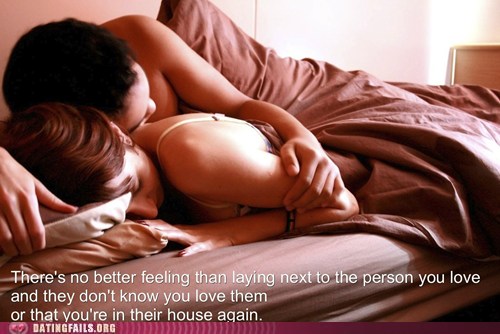 There's no better feeling than laying next to the person you love
and they don't know you love them
or that you're in their house again.
DATINGFAILS.ORG